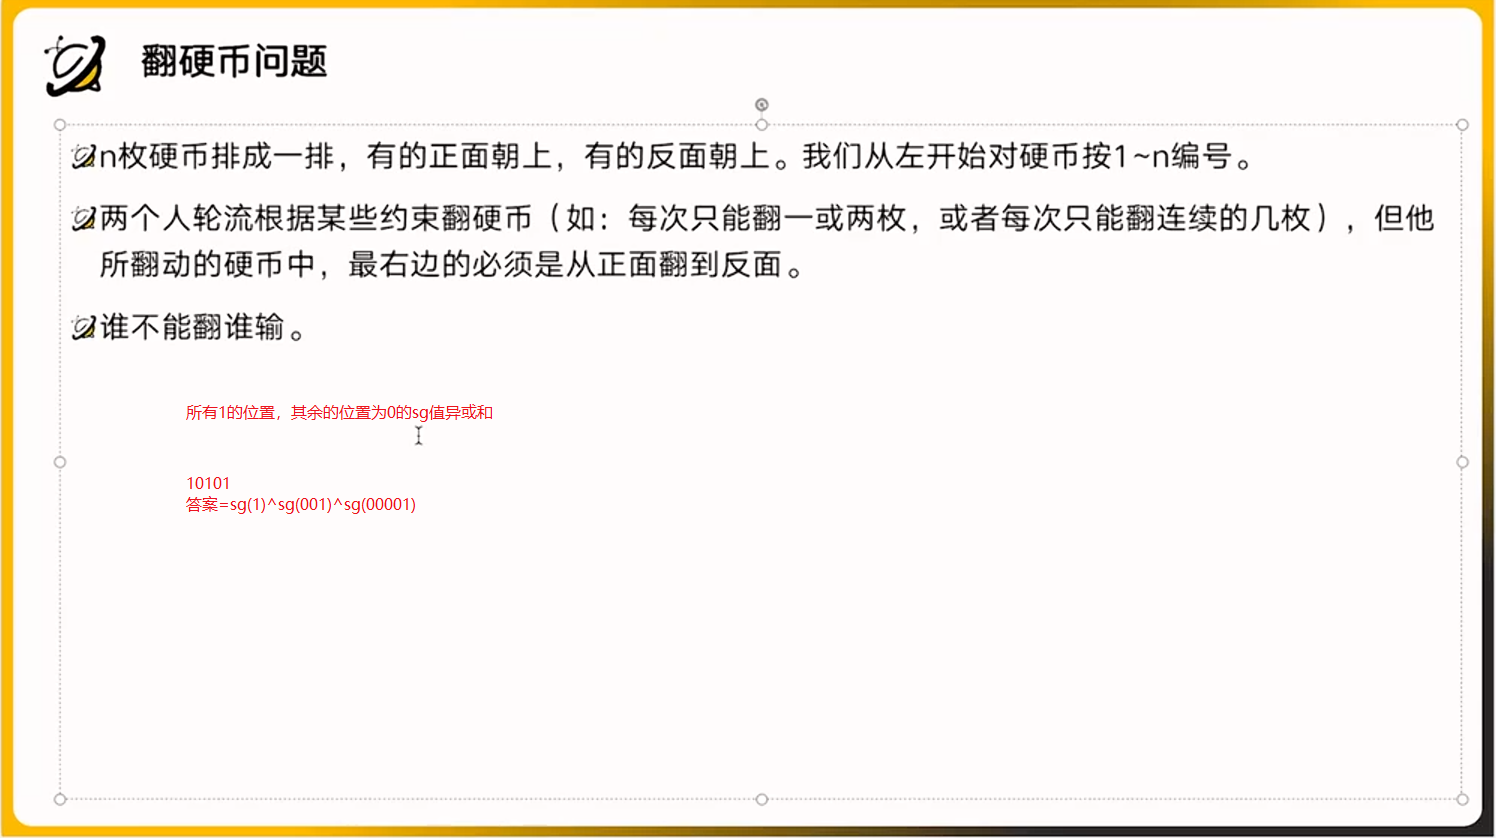 翻硬币问题
n枚硬币排成一排，有的正面朝上，有的反面朝上。我们从左开始对硬币按1~n编号。
两个人轮流根据某些约束翻硬币（如：每次只能翻一或两枚，或者每次只能翻连续的几枚），但他
所翻动的硬币中，最右边的必须是从正面翻到反面。
谁不能翻谁输。
所有1的位置，其余的位置为0的sg值异或和
10101
答案=sg(1)^sg(001)^sg(00001)